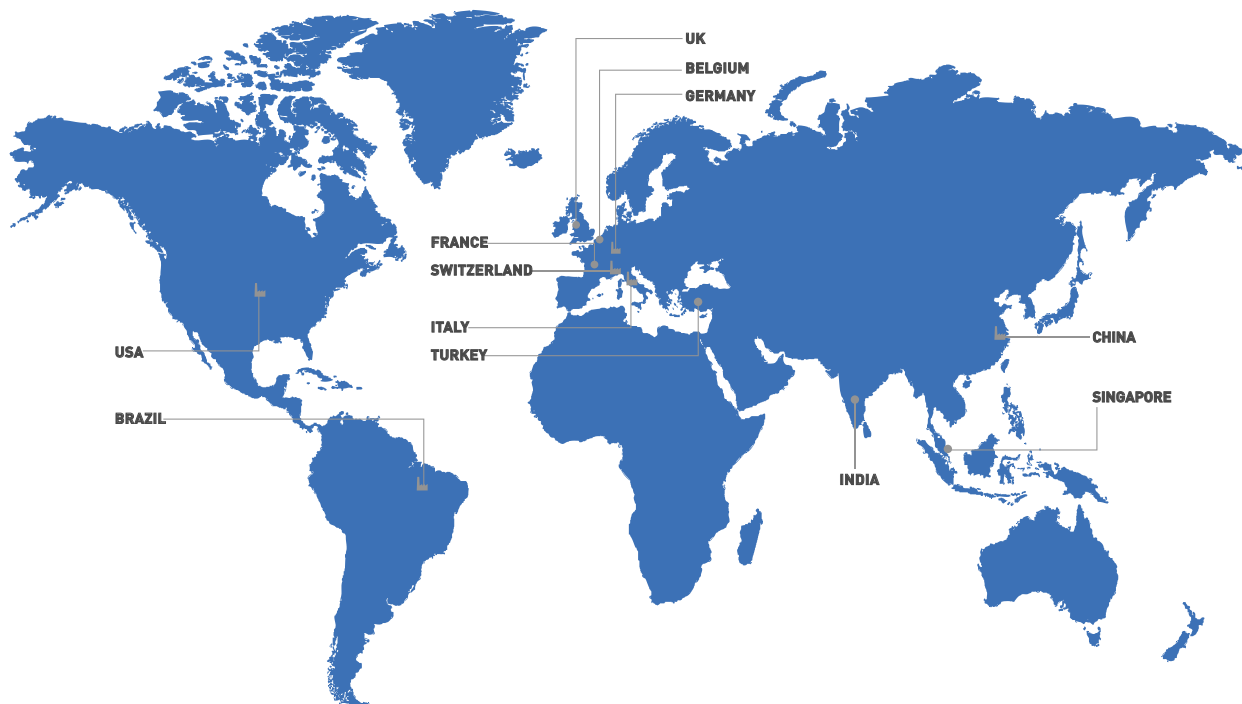 UK
BELGIUM
GERMANY
FRANCE
SWITZERLAND
ITALY
TURKEY
USA
BRAZIL
CHINA
SINGAPORE
INDIA